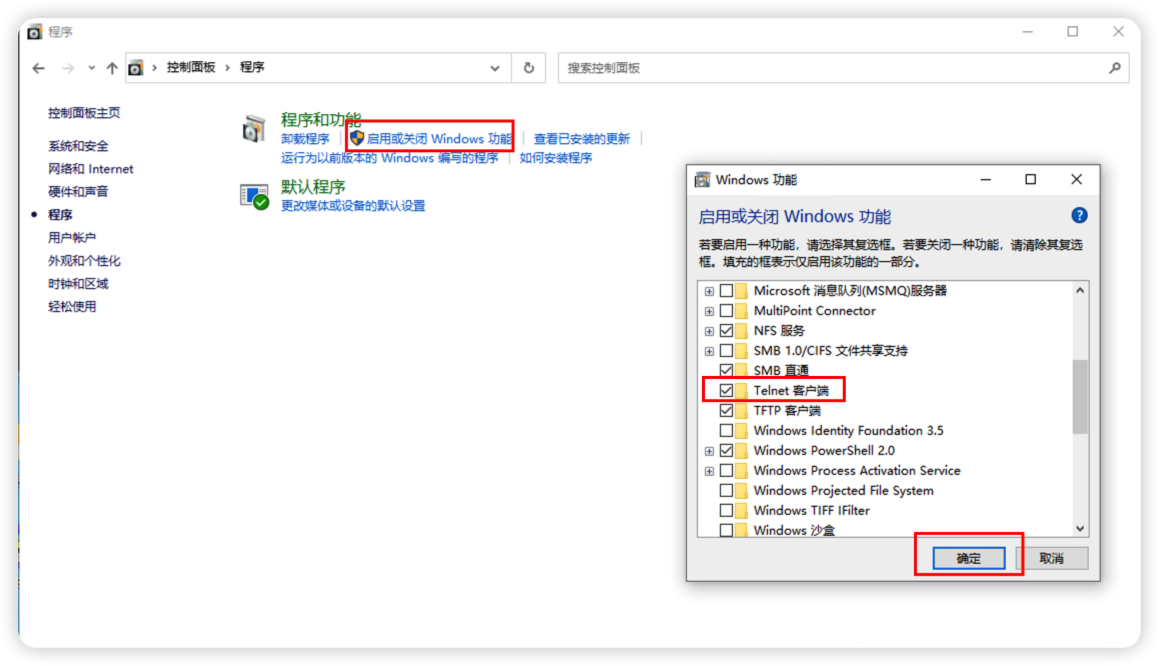 程序
控制面板 › 程序
搜索控制面板
控制面板主页
系统和安全
网络和 Internet
硬件和声音
程序
用户帐户
外观和个性化
时钟和区域
轻松使用
程序和功能
卸载程序 启用或关闭 Windows 功能 查看已安装的更新
运行为以前版本的 Windows 编写的程序 如何安装程序
默认程序
更改媒体或设备的默认设置
Windows 功能
启用或关闭 Windows 功能
若要启用一种功能，请选择其复选框。若要关闭一种功能，请清除其复选
框。填充的框表示仅启用该功能的一部分。
Microsoft 消息队列(MSMQ)服务器
MultiPoint Connector
NFS 服务
SMB 1.0/CIFS 文件共享支持
SMB 直通
Telnet 客户端
TFTP 客户端
Windows Identity Foundation 3.5
Windows PowerShell 2.0
Windows Process Activation Service
Windows Projected File System
Windows TIFF IFilter
Windows 沙盒
确定 取消